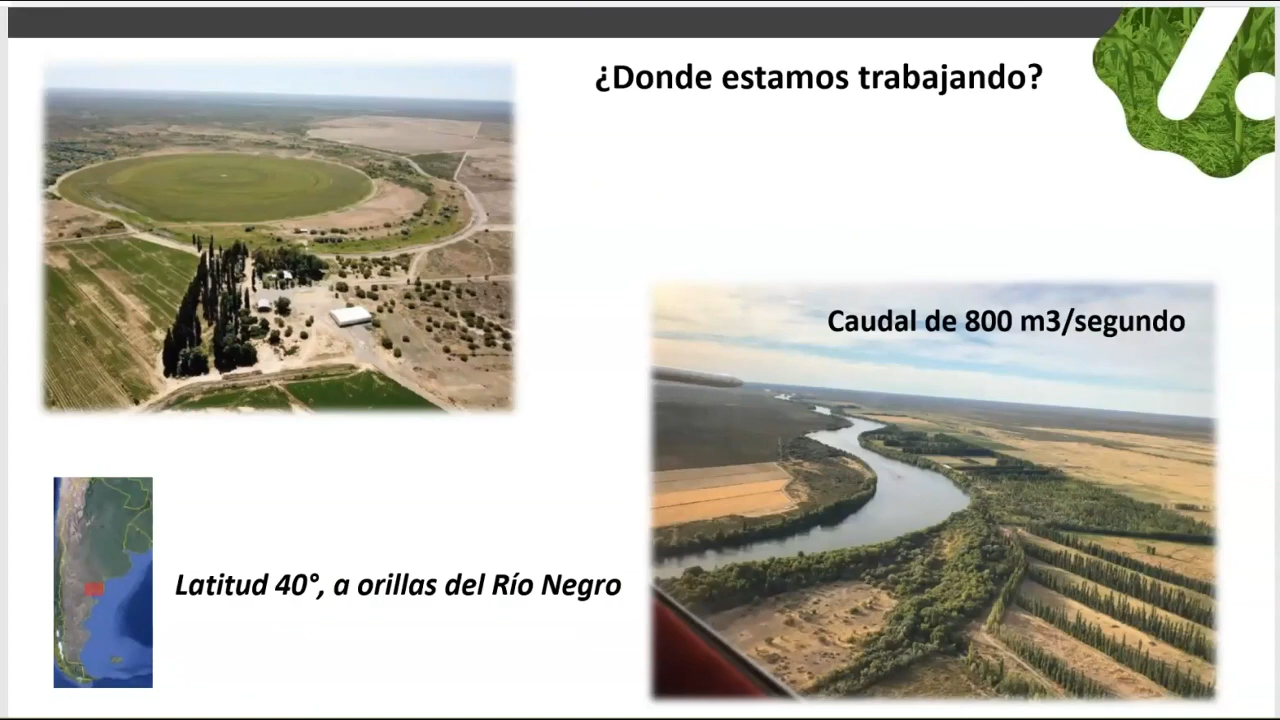 ¿Donde estamos trabajando?
Caudal de 800 m3/segundo
Latitud 40°, a orillas del Río Negro